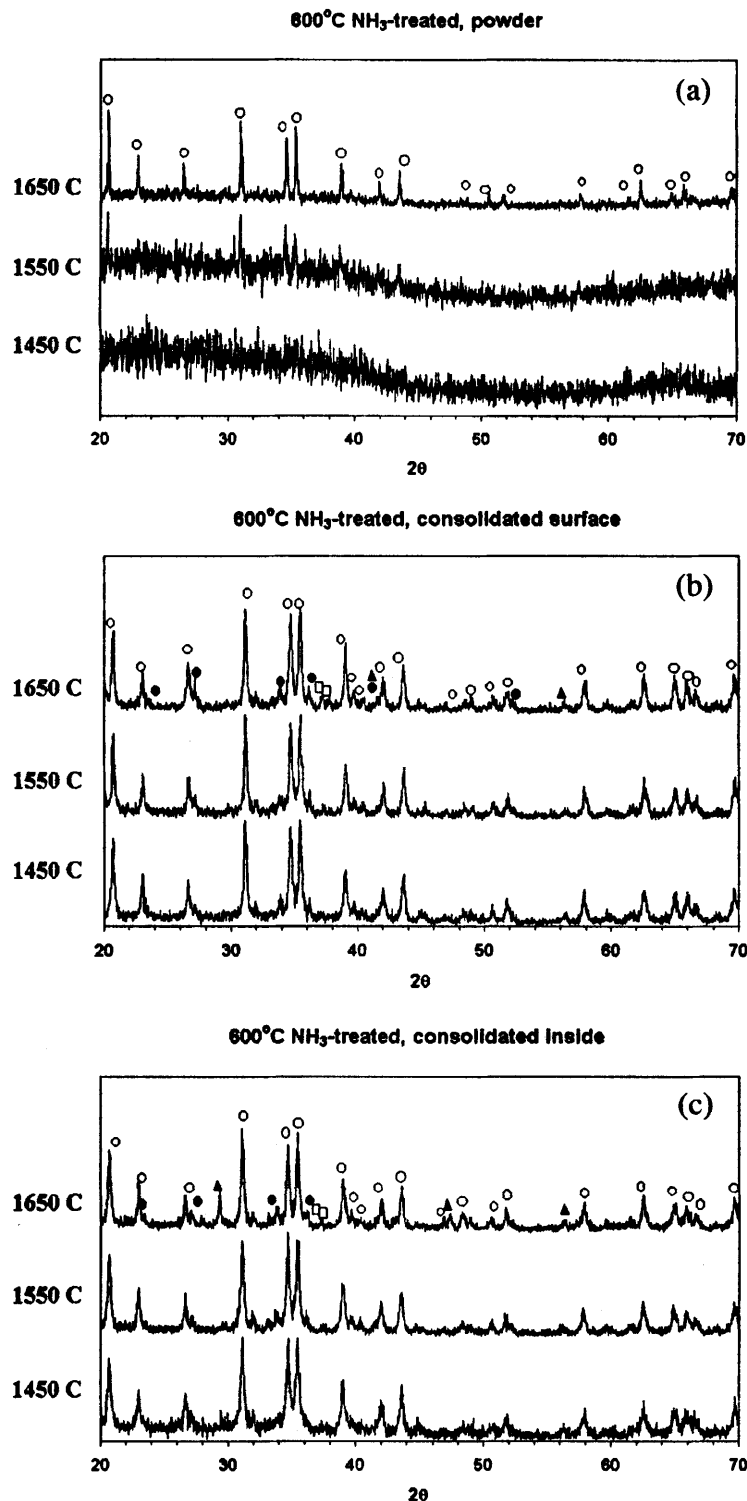 600°C NH₃-treated, powder
(a)
1650 C
1550 C
1450 C
20 30 40 50 60 70
2θ
600°C NH₃-treated, consolidated surface
(b)
1650 C
1550 C
1450 C
20 30 40 50 60 70
2θ
600°C NH₃-treated, consolidated inside
(c)
1650 C
1550 C
1450 C
20 30 40 50 60 70
2θ